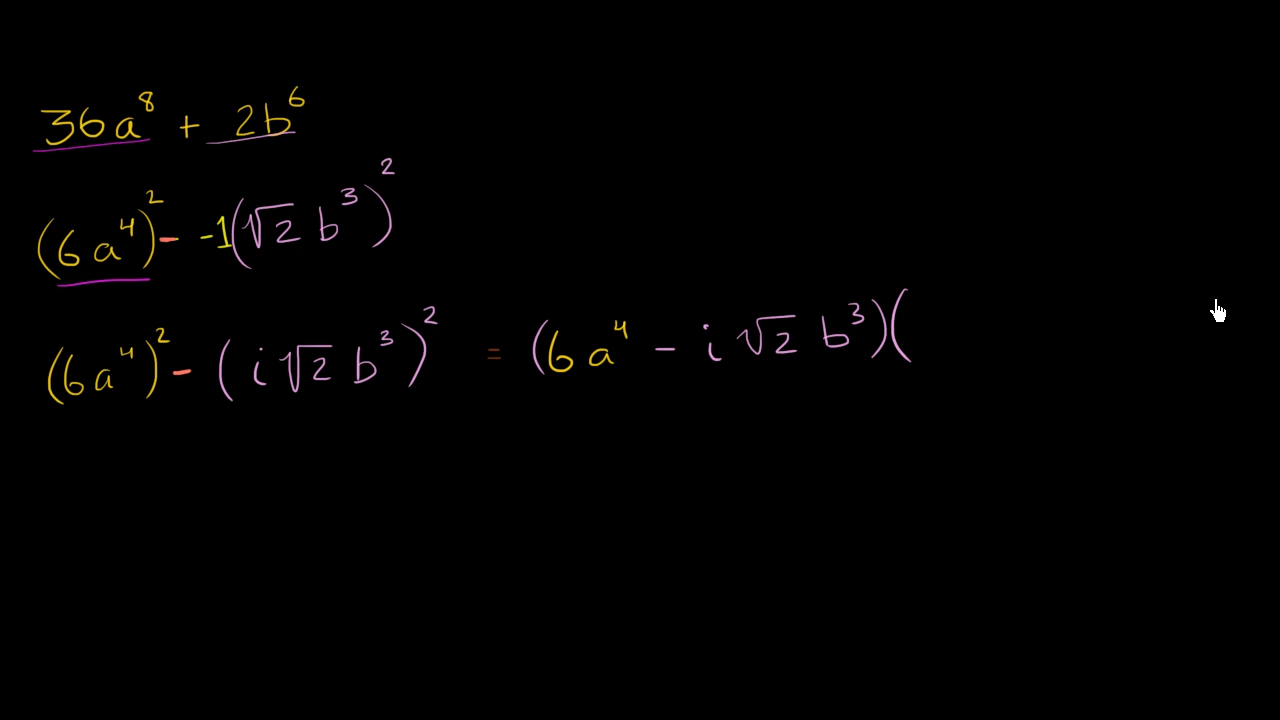 36a⁸ + 2b⁶
(6a⁴)² - -1(√2 b³)²
(6a⁴)² - (i √2 b³)² = (6a⁴ - i √2 b³)(